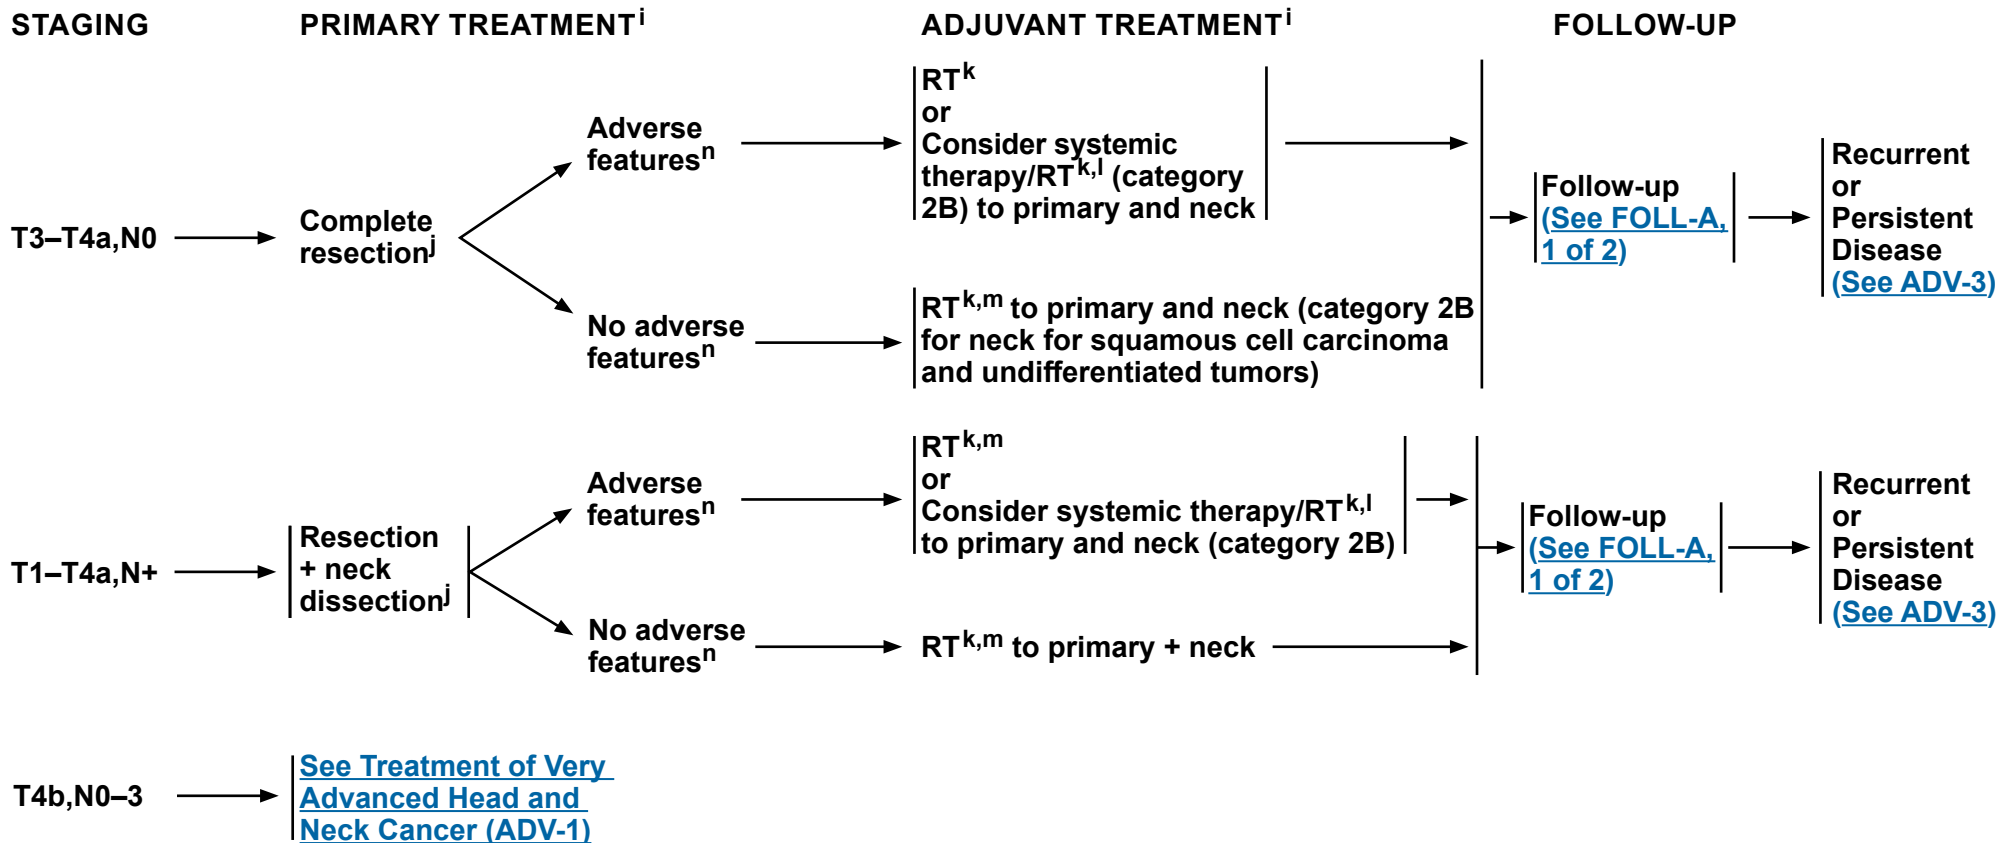 STAGING
PRIMARY TREATMENTi
ADJUVANT TREATMENTi
FOLLOW-UP
T3–T4a,N0
Complete
resectionj
Adverse
featuresn
RTk
or
Consider systemic
therapy/RTk,l (category
2B) to primary and neck
No adverse
featuresn
RTk,m to primary and neck (category 2B
for neck for squamous cell carcinoma
and undifferentiated tumors)
Follow-up
(See FOLL-A,
1 of 2)
Recurrent
or
Persistent
Disease
(See ADV-3)
T1–T4a,N+
Resection
+ neck
dissectionj
Adverse
featuresn
RTk,m
or
Consider systemic therapy/RTk,l
to primary and neck (category 2B)
No adverse
featuresn
RTk,m to primary + neck
Follow-up
(See FOLL-A,
1 of 2)
Recurrent
or
Persistent
Disease
(See ADV-3)
T4b,N0–3
See Treatment of Very
Advanced Head and
Neck Cancer (ADV-1)